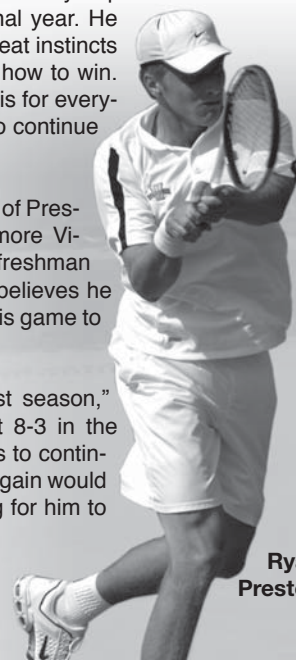 nal year. He
eat instincts
how to win.
is for every-
o continue
of Pres-
more Vi-
freshman
believes he
is game to
st season,”
t 8-3 in the
s to contin-
gain would
g for him to
Rya
Presto